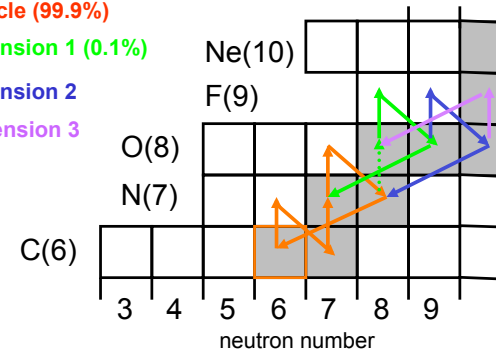 cle (99.9%)
nsion 1 (0.1%)
nsion 2
ension 3
Ne(10)
F(9)
O(8)
N(7)
C(6)
3 4 5 6 7 8 9
neutron number